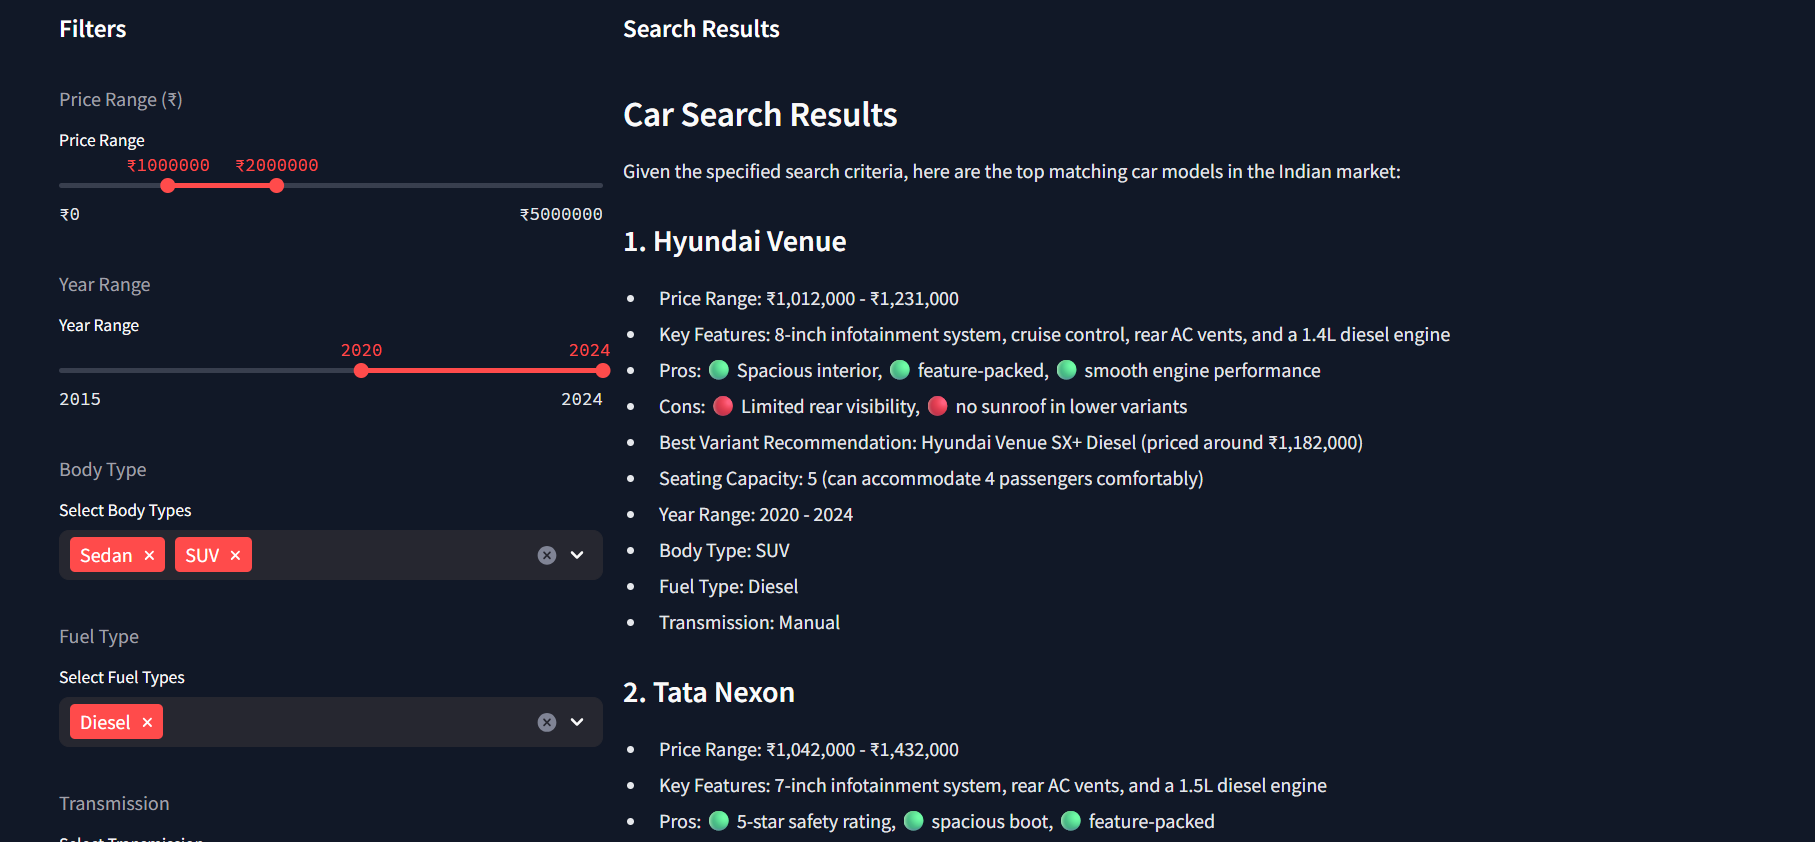 Filters
Price Range (₹)
Price Range
₹1000000 ₹2000000
₹0 ₹5000000
Year Range
Year Range
2020 2024
2015 2024
Body Type
Select Body Types
Sedan × SUV ×
Fuel Type
Select Fuel Types
Diesel ×
Transmission
Select Transmission
Search Results
Car Search Results
Given the specified search criteria, here are the top matching car models in the Indian market:
1. Hyundai Venue
• Price Range: ₹1,012,000 - ₹1,231,000
• Key Features: 8-inch infotainment system, cruise control, rear AC vents, and a 1.4L diesel engine
• Pros: 🟢 Spacious interior, 🟢 feature-packed, 🟢 smooth engine performance
• Cons: 🔴 Limited rear visibility, 🔴 no sunroof in lower variants
• Best Variant Recommendation: Hyundai Venue SX+ Diesel (priced around ₹1,182,000)
• Seating Capacity: 5 (can accommodate 4 passengers comfortably)
• Year Range: 2020 - 2024
• Body Type: SUV
• Fuel Type: Diesel
• Transmission: Manual
2. Tata Nexon
• Price Range: ₹1,042,000 - ₹1,432,000
• Key Features: 7-inch infotainment system, rear AC vents, and a 1.5L diesel engine
• Pros: 🟢 5-star safety rating, 🟢 spacious boot, 🟢 feature-packed